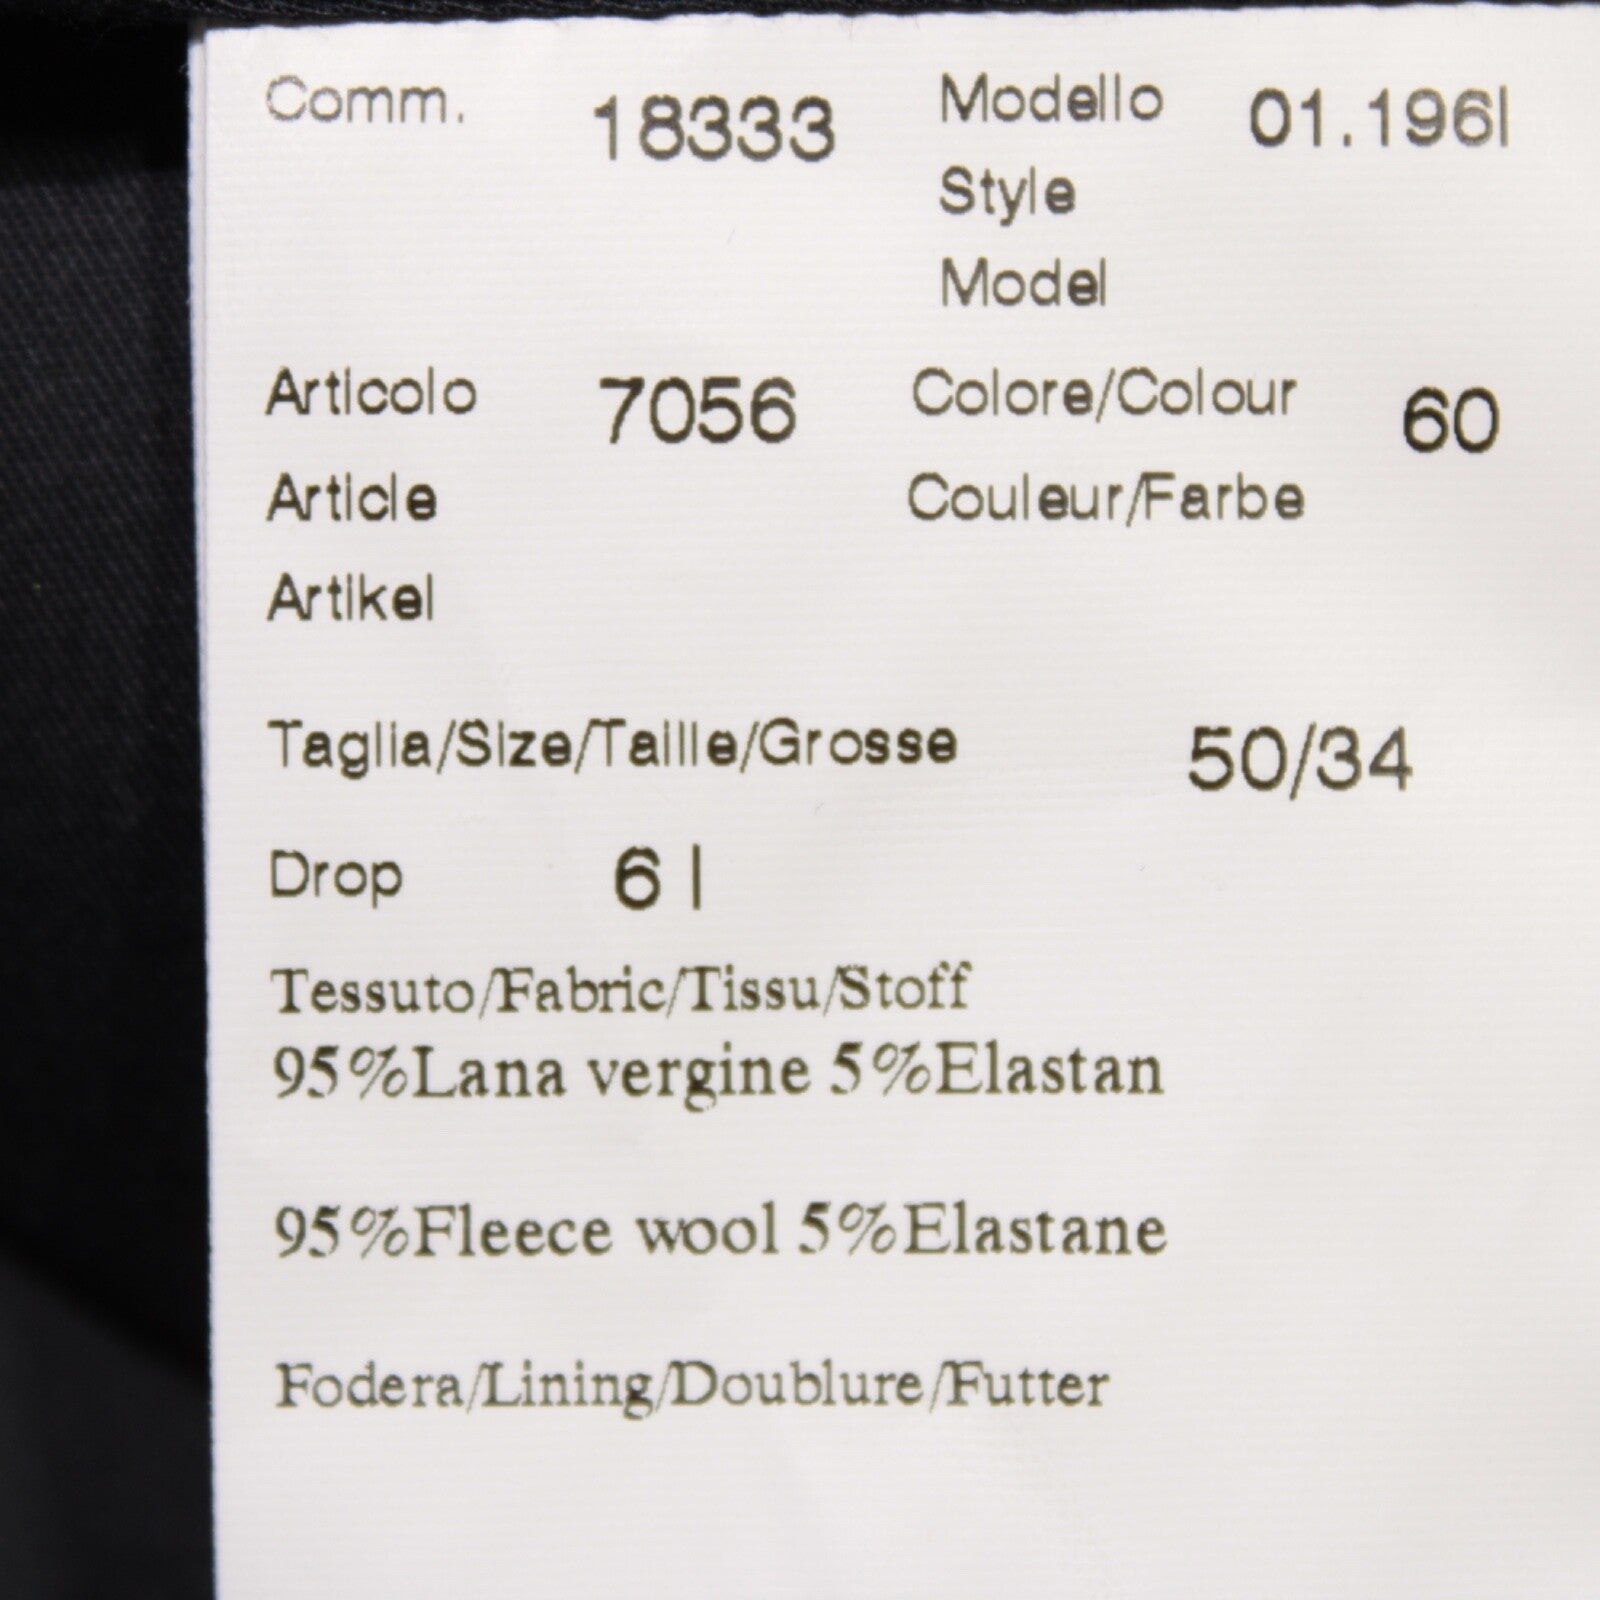 Comm. 18333 Modello 01.196l
Style
Model
Articolo 7056 Colore/Colour 60
Article Couleur/Farbe
Artikel
Taglia/Size/Taille/Grosse 50/34
Drop 6 l
Tessuto/Fabric/Tissu/Stoff
95%Lana vergine 5%Elastan
95%Fleece wool 5%Elastane
Fodera/Lining/Doublure/Futter